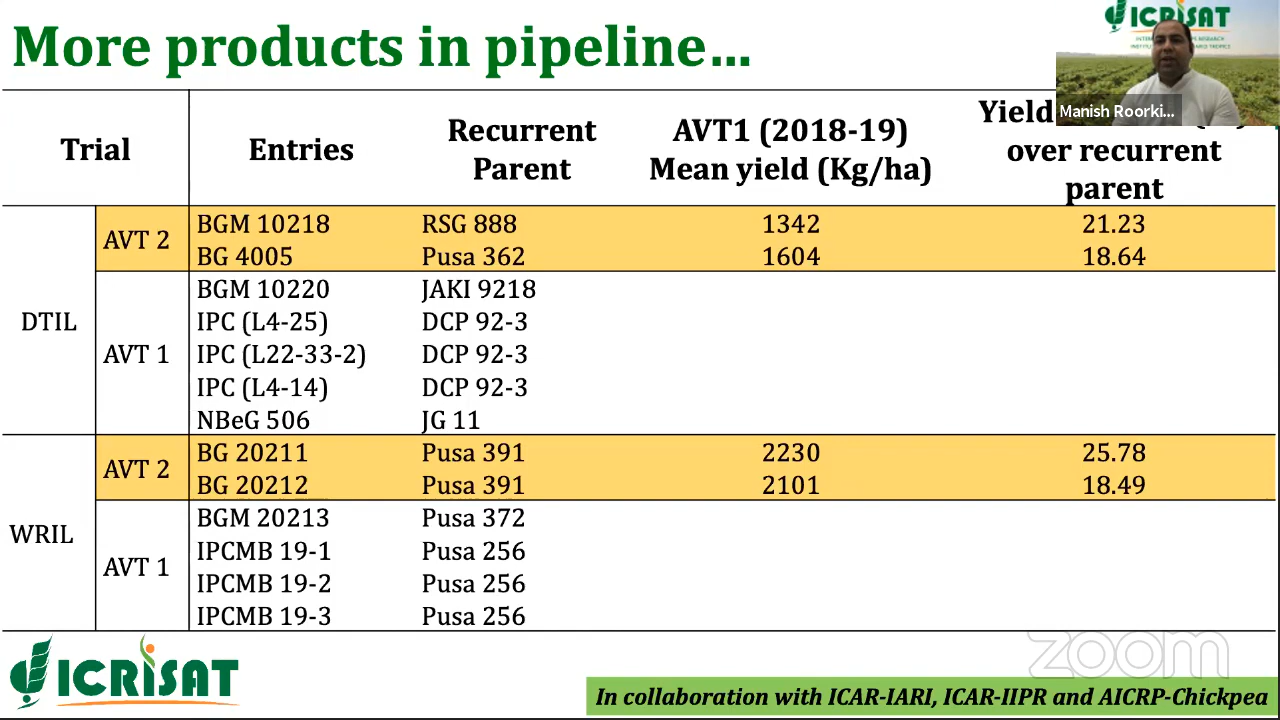 More products in pipeline...
ICRISAT
Manish Roorki...
Trial Entries Recurrent Parent AVT1 (2018-19) Mean yield (Kg/ha) Yield over recurrent parent
DTIL AVT 2 BGM 10218 RSG 888 1342 21.23
BG 4005 Pusa 362 1604 18.64
AVT 1 BGM 10220 JAKI 9218
IPC (L4-25) DCP 92-3
IPC (L22-33-2) DCP 92-3
IPC (L4-14) DCP 92-3
NBeG 506 JG 11
WRIL AVT 2 BG 20211 Pusa 391 2230 25.78
BG 20212 Pusa 391 2101 18.49
AVT 1 BGM 20213 Pusa 372
IPCMB 19-1 Pusa 256
IPCMB 19-2 Pusa 256
IPCMB 19-3 Pusa 256
zoom
ICRISAT
In collaboration with ICAR-IARI, ICAR-IIPR and AICRP-Chickpea